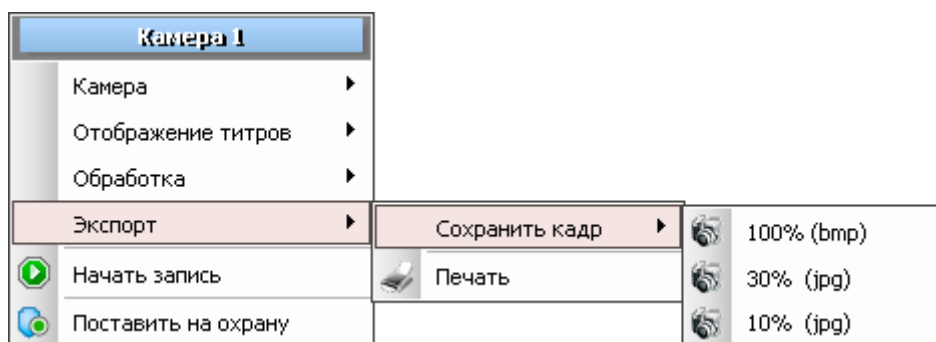 Камера 1
Камера
Отображение титров
Обработка
Экспорт
Сохранить кадр
100% (bmp)
Начать запись
Печать
30% (jpg)
Поставить на охрану
10% (jpg)